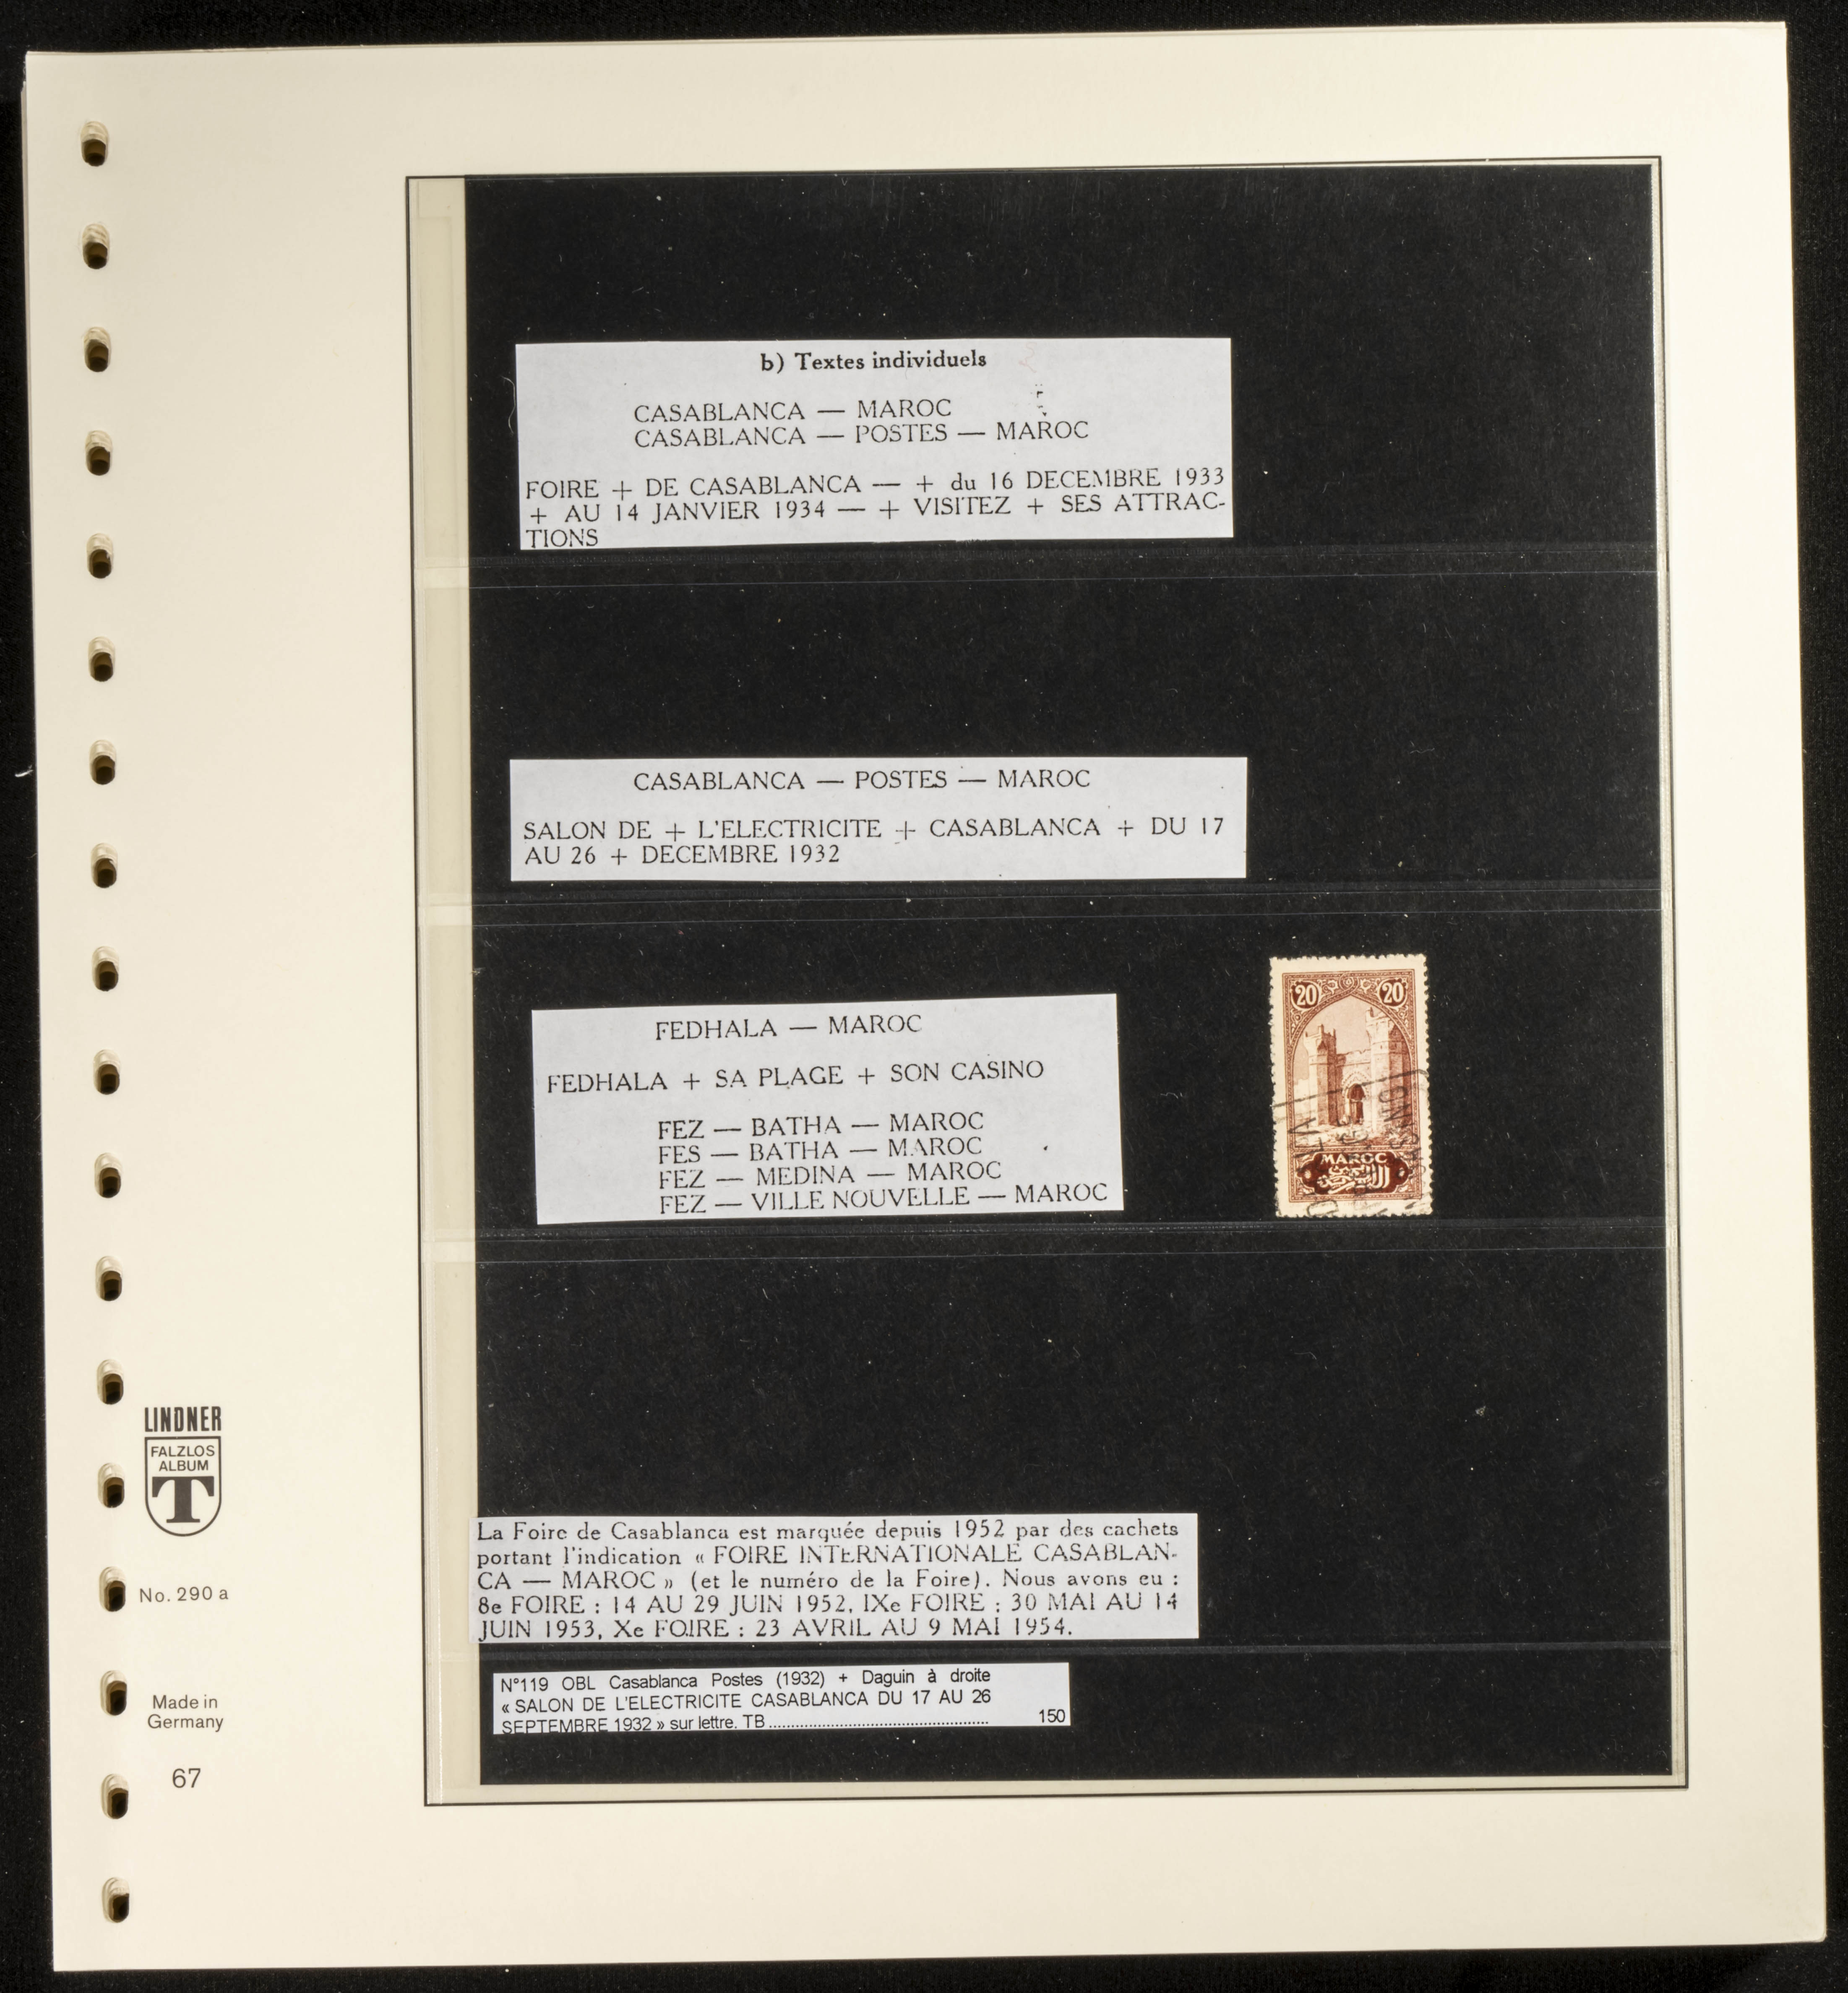 b) Textes individuels
CASABLANCA — MAROC
CASABLANCA — POSTES — MAROC
FOIRE + DE CASABLANCA — + du 16 DECEMBRE 1933
+ AU 14 JANVIER 1934 — + VISITEZ + SES ATTRAC-
TIONS
CASABLANCA — POSTES — MAROC
SALON DE + L'ELECTRICITE + CASABLANCA + DU 17
AU 26 + DECEMBRE 1932
FEDHALA — MAROC
FEDHALA + SA PLAGE + SON CASINO
FEZ — BATHA — MAROC
FES — BATHA — MAROC
FEZ — MEDINA — MAROC
FEZ — VILLE NOUVELLE — MAROC
20 20
MAROC
La Foire de Casablanca est marquée depuis 1952 par des cachets
portant l'indication « FOIRE INTERNATIONALE CASABLAN-
CA — MAROC » (et le numéro de la Foire). Nous avons eu :
8e FOIRE : 14 AU 29 JUIN 1952, IXe FOIRE : 30 MAI AU 14
JUIN 1953, Xe FOIRE : 23 AVRIL AU 9 MAI 1954.
N°119 OBL Casablanca Postes (1932) + Daguin à droite
« SALON DE L'ELECTRICITE CASABLANCA DU 17 AU 26
SEPTEMBRE 1932 » sur lettre. TB ........................................................ 150
LINDNER
FALZLOS
ALBUM
T
No. 290 a
Made in
Germany
67